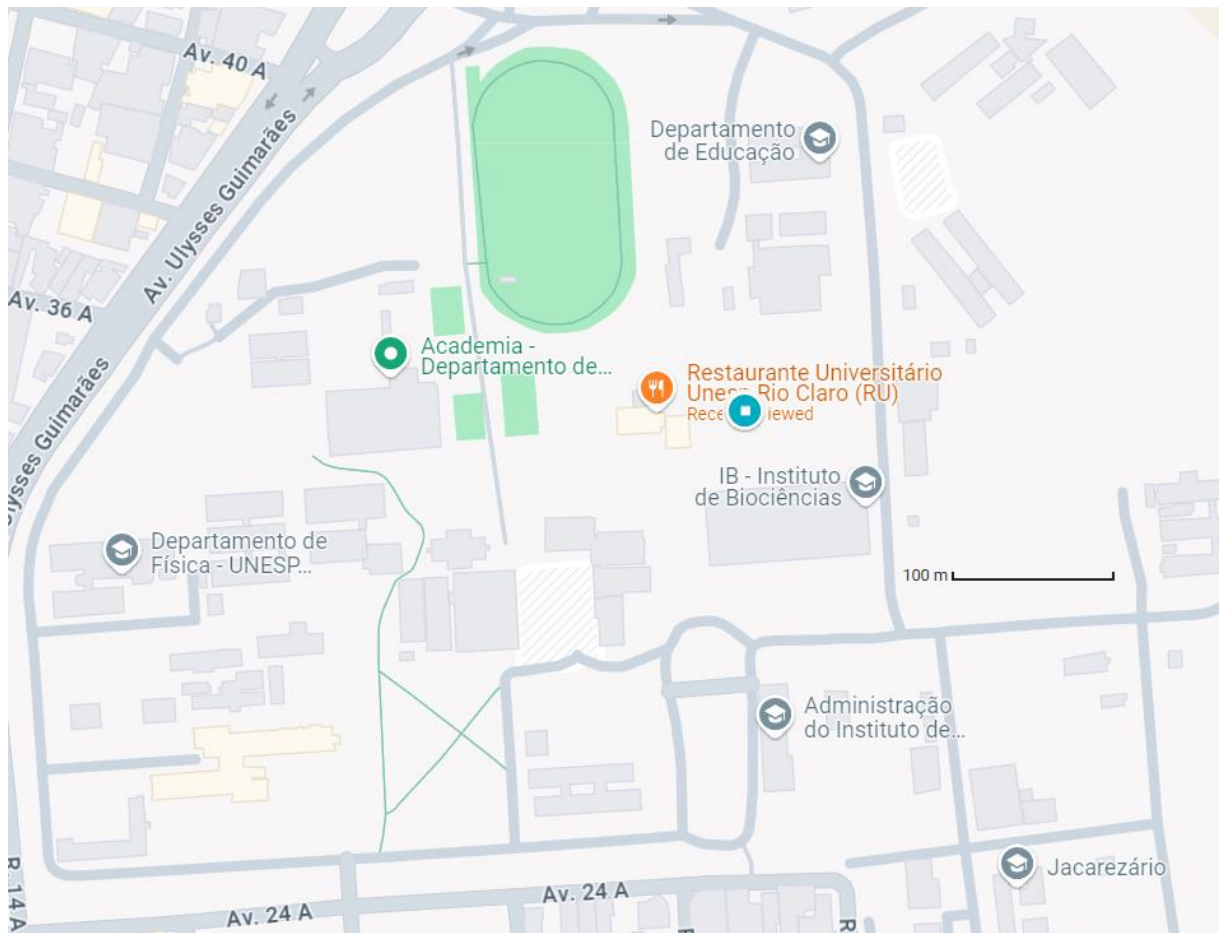 Av. 40 A
Av. Ulysses Guimarães
Departamento
de Educação
Av. 36 A
Academia -
Departamento de...
Restaurante Universitário
Unesp Rio Claro (RU)
Ulysses Guimarães
IB - Instituto
de Biociências
Departamento de
Física - UNESP...
100 m
Administração
do Instituto de...
Jacarezário
R. 14 A
Av. 24 A
Av. 24 A
R
R